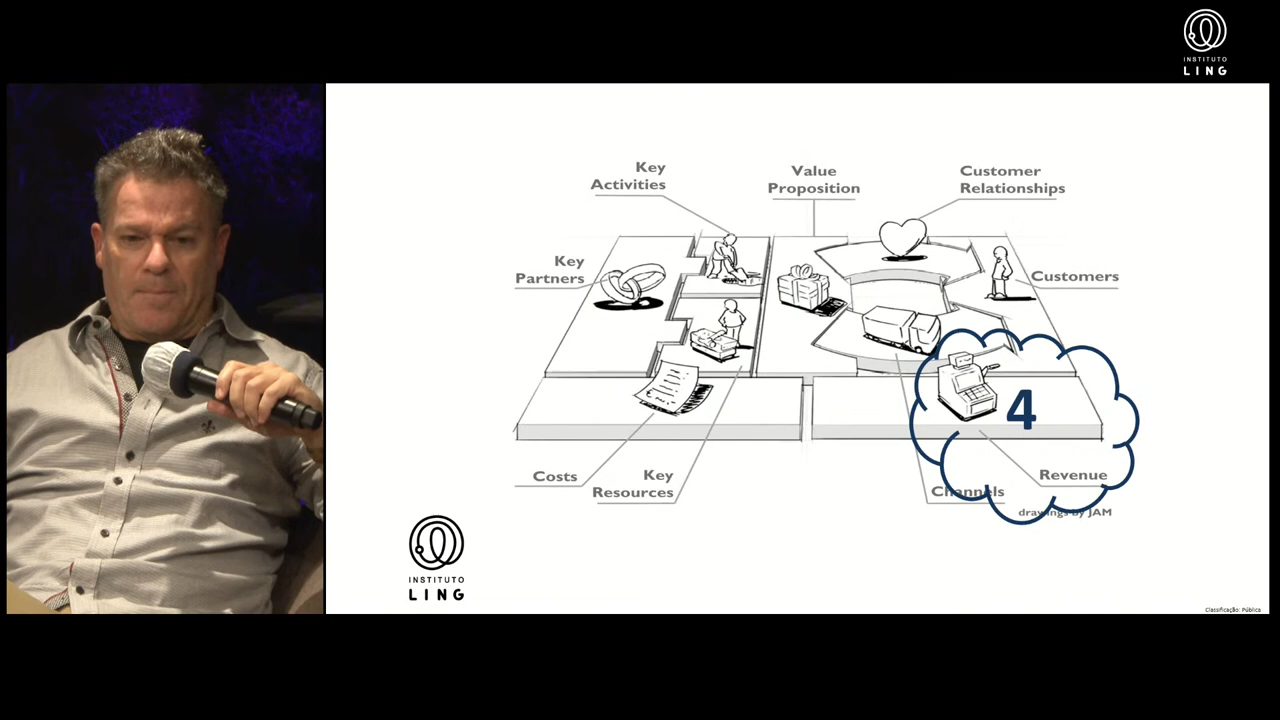 INSTITUTO
LING
Key
Activities
Value
Proposition
Customer
Relationships
Key
Partners
Customers
4
Costs
Key
Resources
Channels
Revenue
drawings by JAM
INSTITUTO
LING
Classificação: Pública